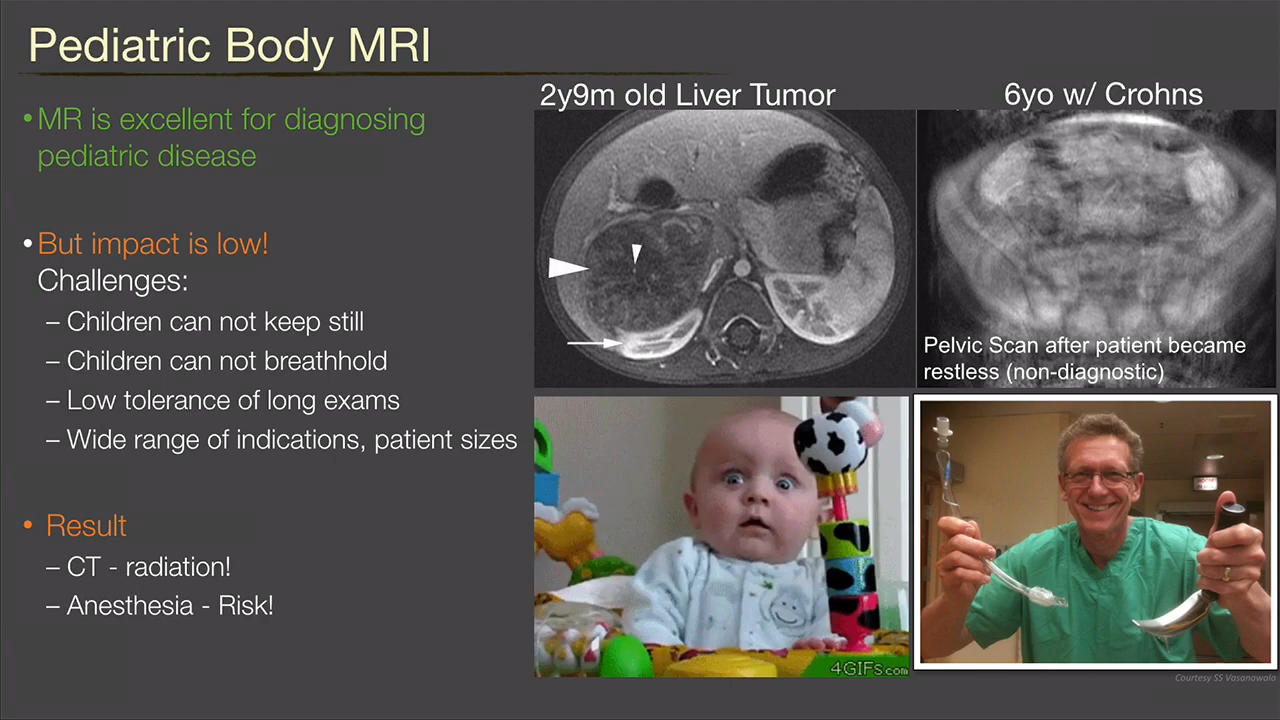 Pediatric Body MRI
•MR is excellent for diagnosing
pediatric disease
•But impact is low!
Challenges:
– Children can not keep still
– Children can not breathhold
– Low tolerance of long exams
– Wide range of indications, patient sizes
• Result
– CT - radiation!
– Anesthesia - Risk!
2y9m old Liver Tumor
6yo w/ Crohns
Pelvic Scan after patient became
restless (non-diagnostic)
4GIFs.com
Courtesy SS Vasanawala